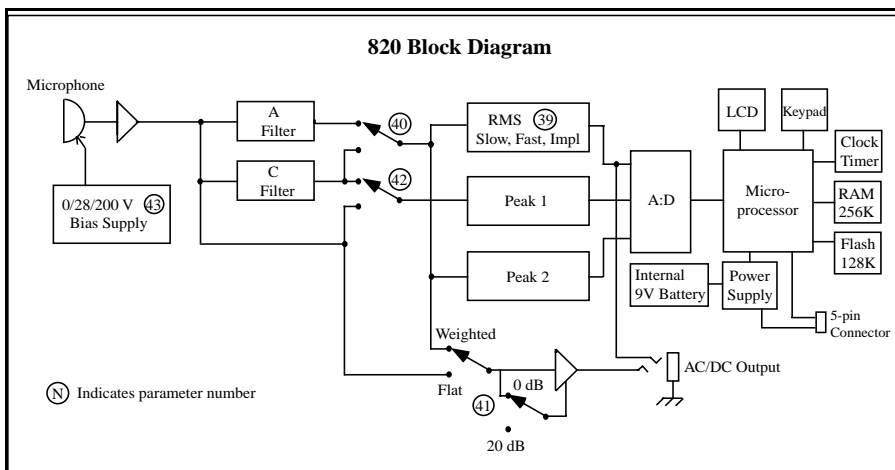 820 Block Diagram
Microphone
A
Filter
40
RMS 39
Slow, Fast, Impl
LCD
Keypad
Clock
Timer
C
Filter
42
Peak 1
A:D
Micro-
processor
RAM
256K
0/28/200 V 43
Bias Supply
Flash
128K
Peak 2
Internal
9V Battery
Power
Supply
5-pin
Connector
Weighted
AC/DC Output
N Indicates parameter number
Flat
0 dB
41
20 dB